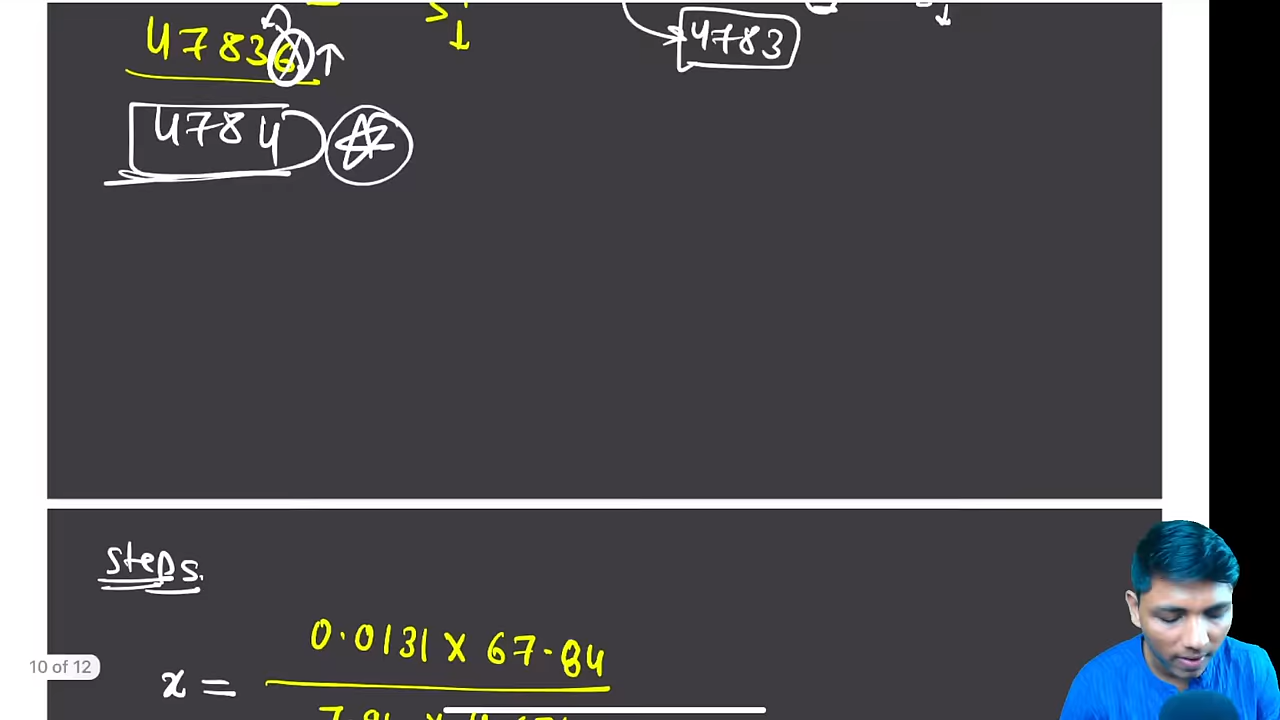 47836 ↑ ↓ 4783 ↓
4784
steps.
0.0131 x 67.84
x =
10 of 12